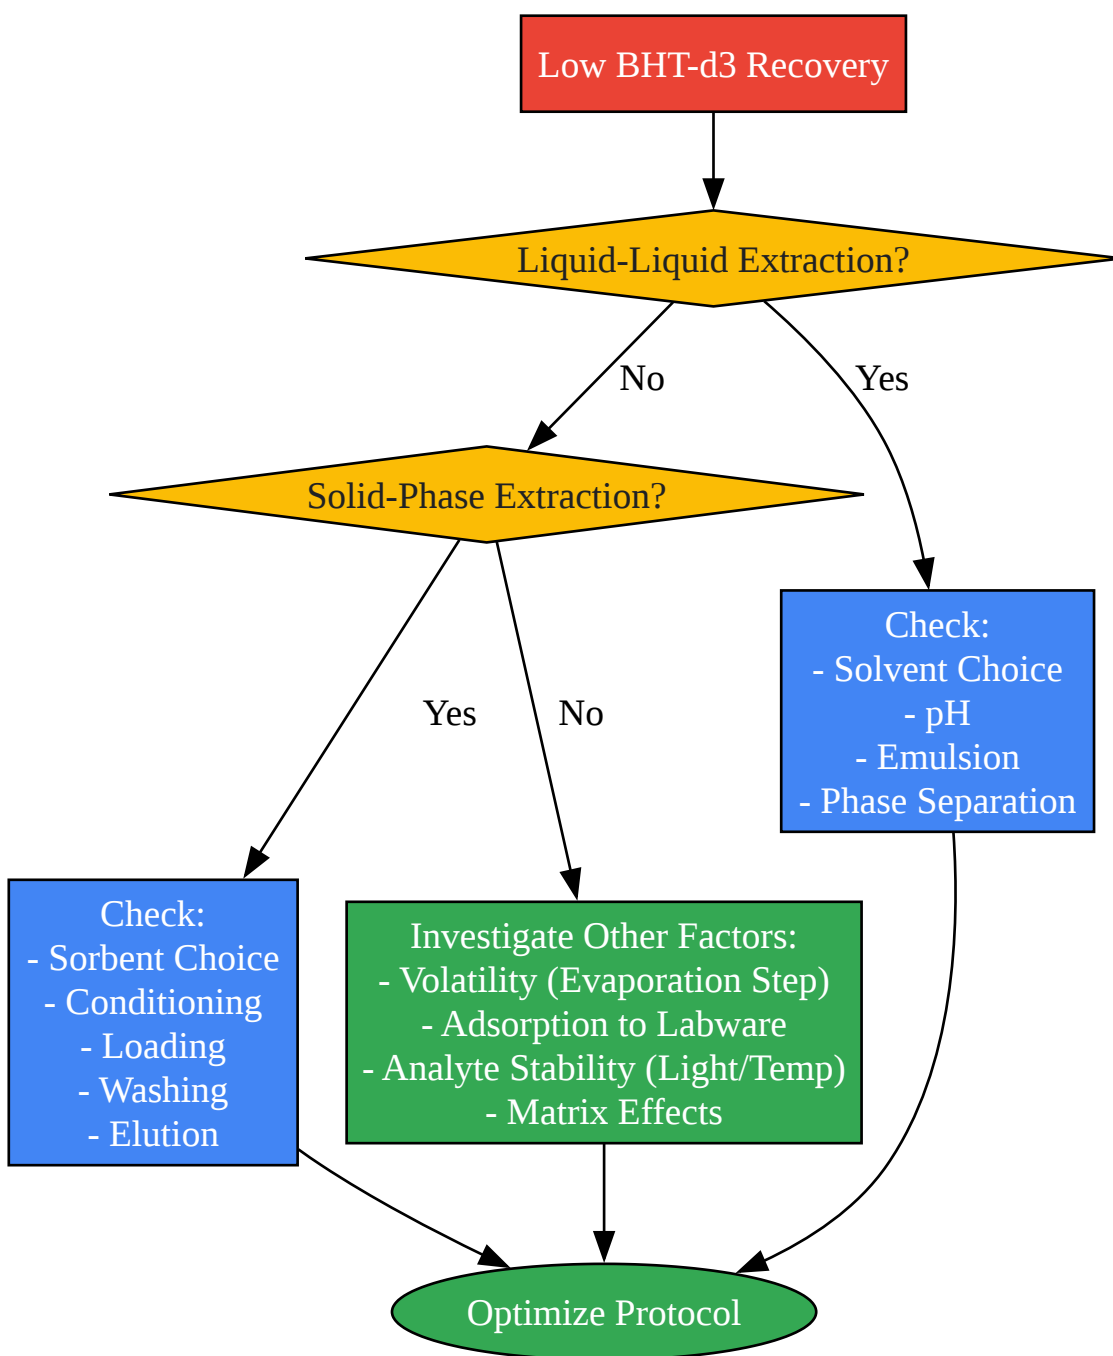 Low BHT-d3 Recovery
Liquid-Liquid Extraction?
No
Yes
Solid-Phase Extraction?
Yes
No
Check:
- Solvent Choice
- pH
- Emulsion
- Phase Separation
Check:
- Sorbent Choice
- Conditioning
- Loading
- Washing
- Elution
Investigate Other Factors:
- Volatility (Evaporation Step)
- Adsorption to Labware
- Analyte Stability (Light/Temp)
- Matrix Effects
Optimize Protocol